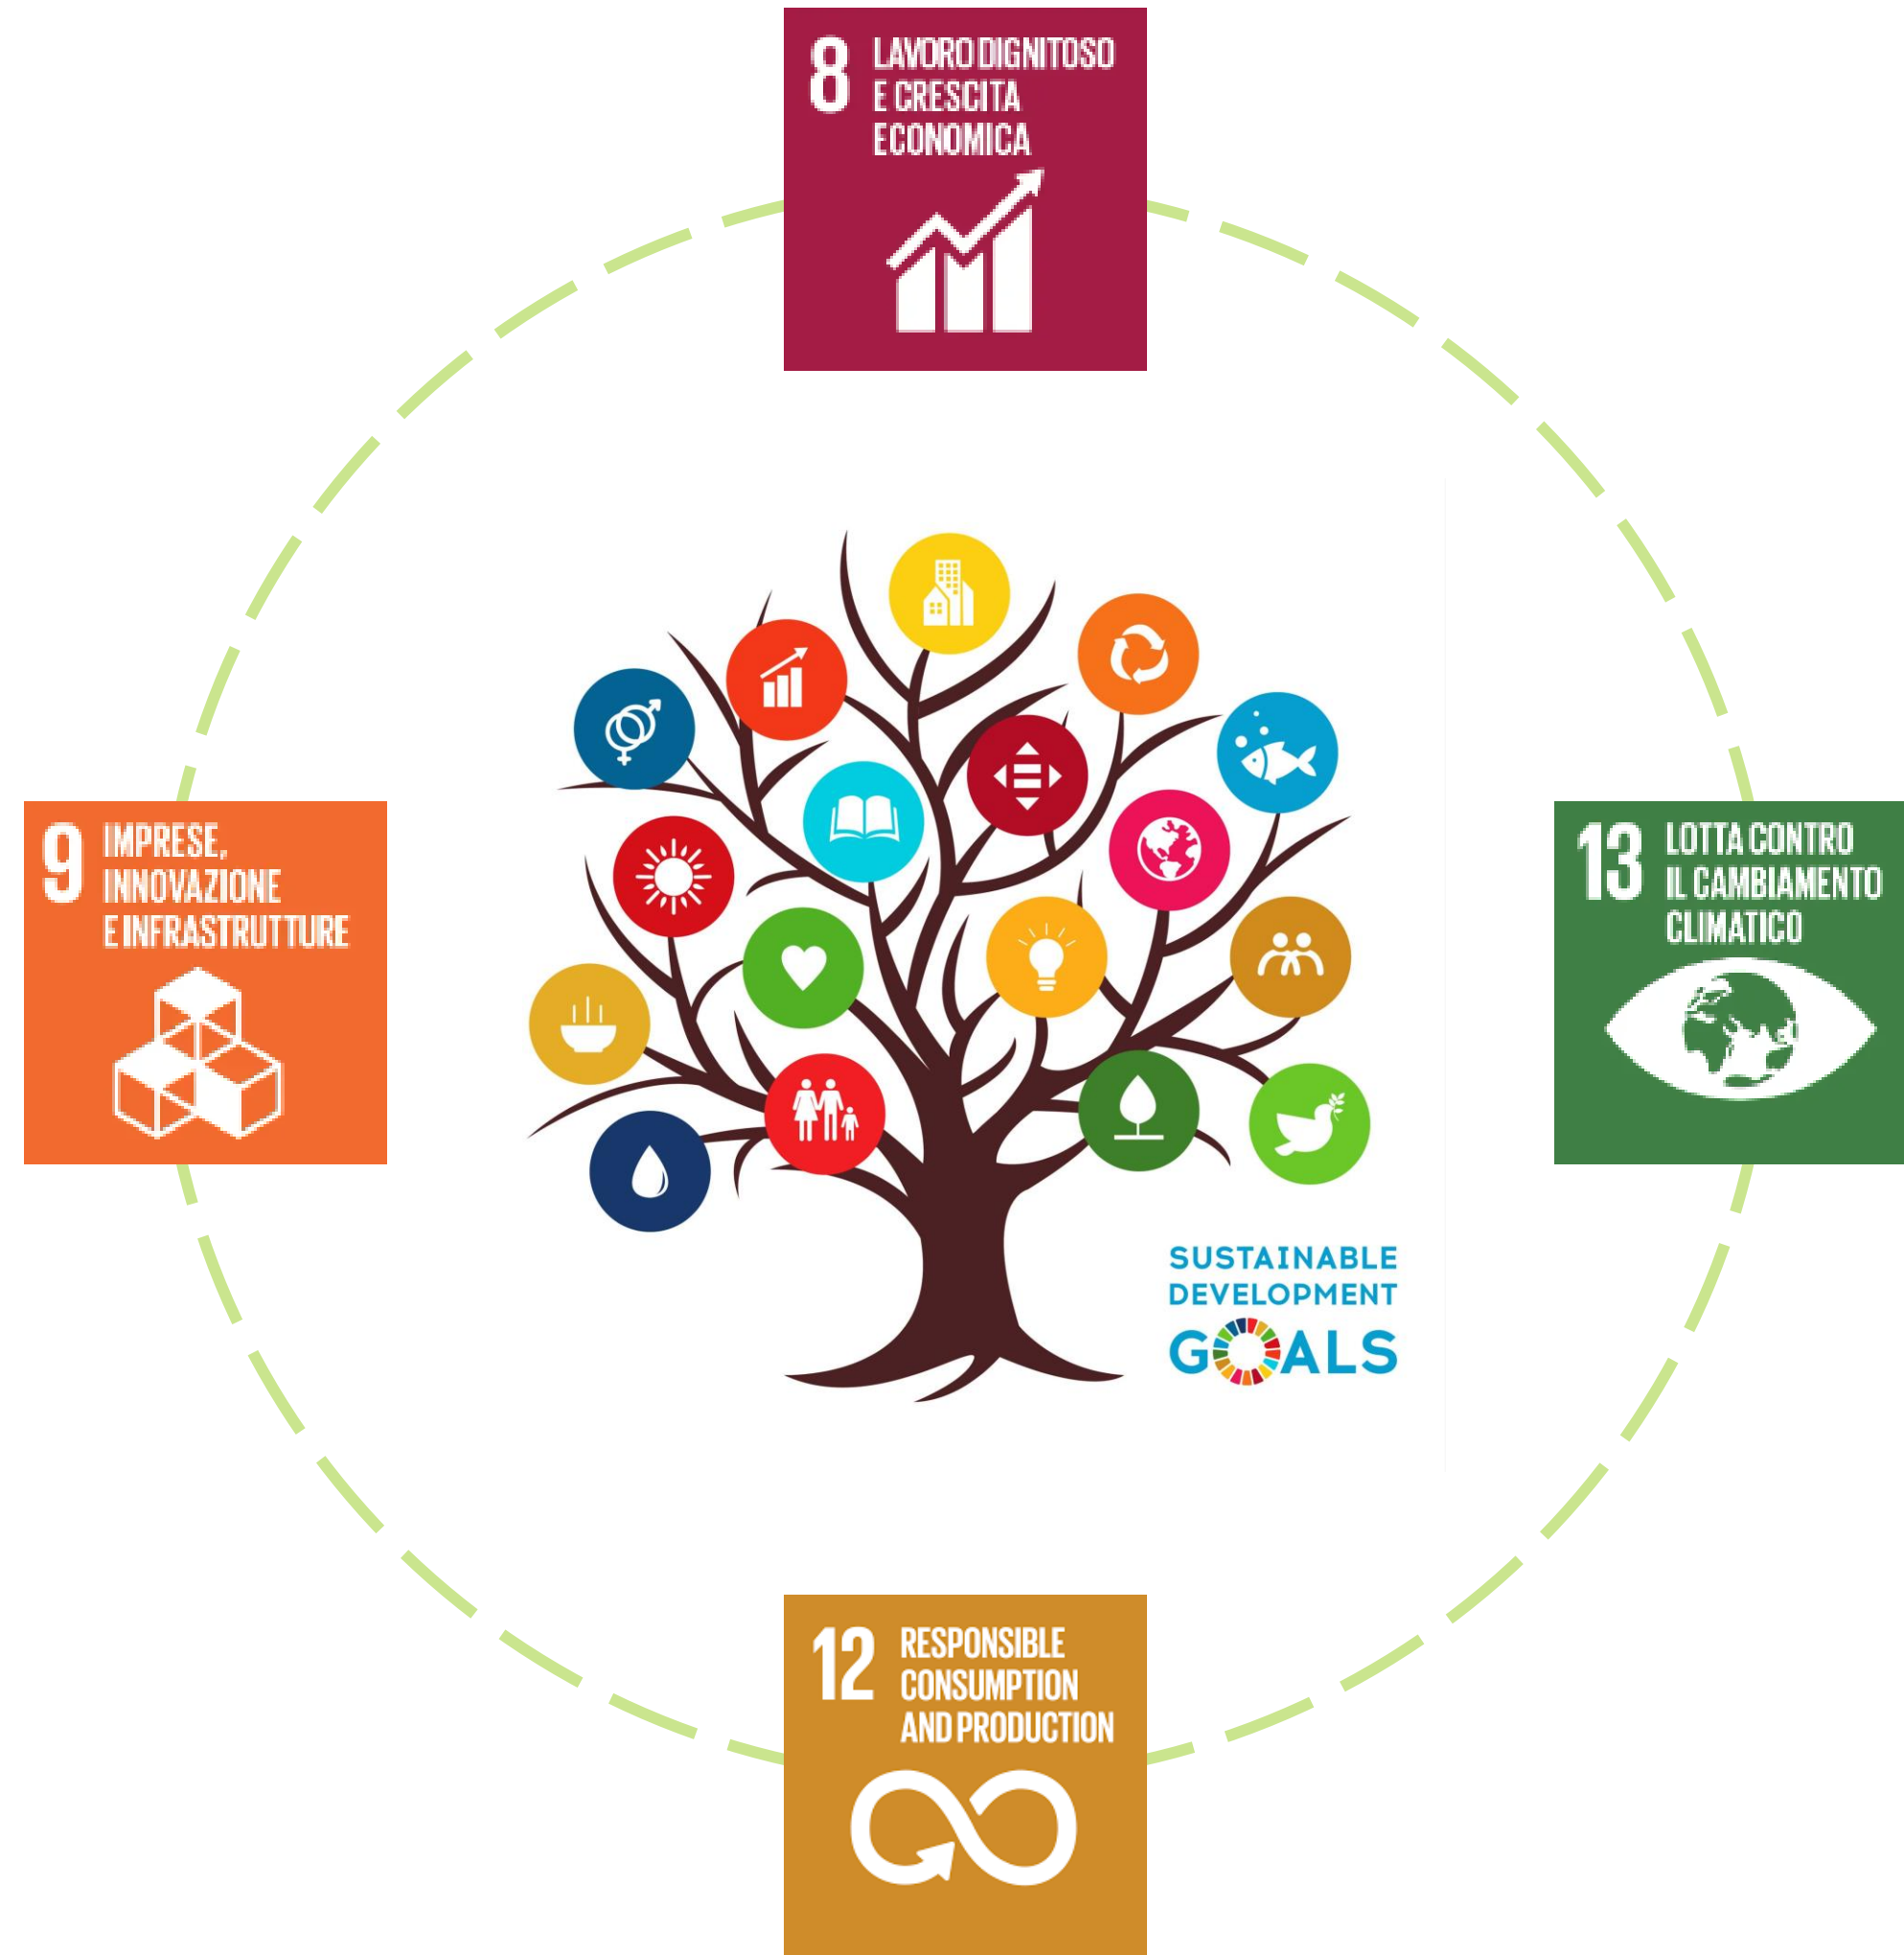 8 LAVORO DIGNITOSO
E CRESCITA
ECONOMICA
9 IMPRESE,
INNOVAZIONE
E INFRASTRUTTURE
13 LOTTA CONTRO
IL CAMBIAMENTO
CLIMATICO
SUSTAINABLE
DEVELOPMENT
GOALS
12 RESPONSIBLE
CONSUMPTION
AND PRODUCTION